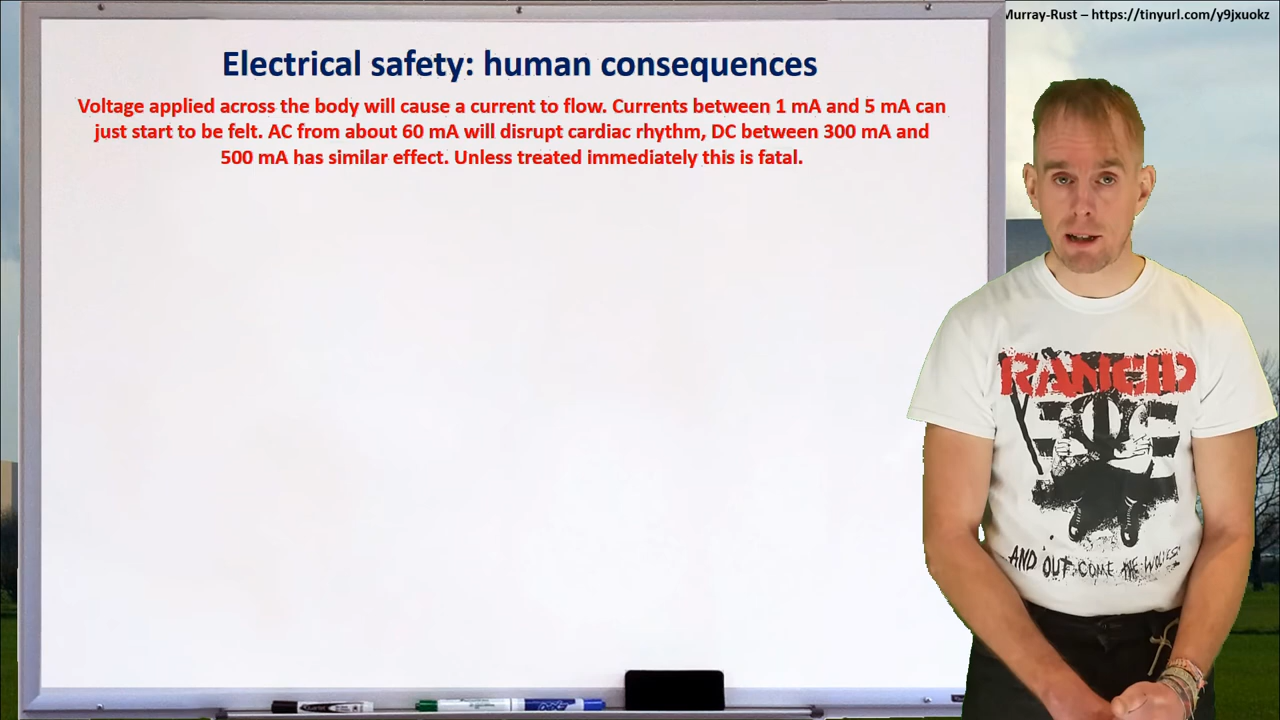 Murray-Rust – https://tinyurl.com/y9jxuokz
Electrical safety: human consequences
Voltage applied across the body will cause a current to flow. Currents between 1 mA and 5 mA can
just start to be felt. AC from about 60 mA will disrupt cardiac rhythm, DC between 300 mA and
500 mA has similar effect. Unless treated immediately this is fatal.
RANCID
AND OUT COME THE WOLVES